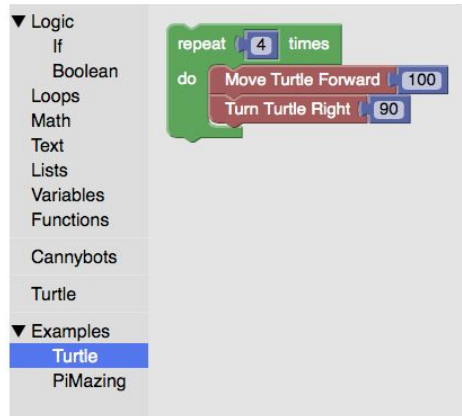 Logic
If
Boolean
Loops
Math
Text
Lists
Variables
Functions
Cannybots
Turtle
Examples
Turtle
PiMazing
repeat 4 times
do Move Turtle Forward 100
Turn Turtle Right 90